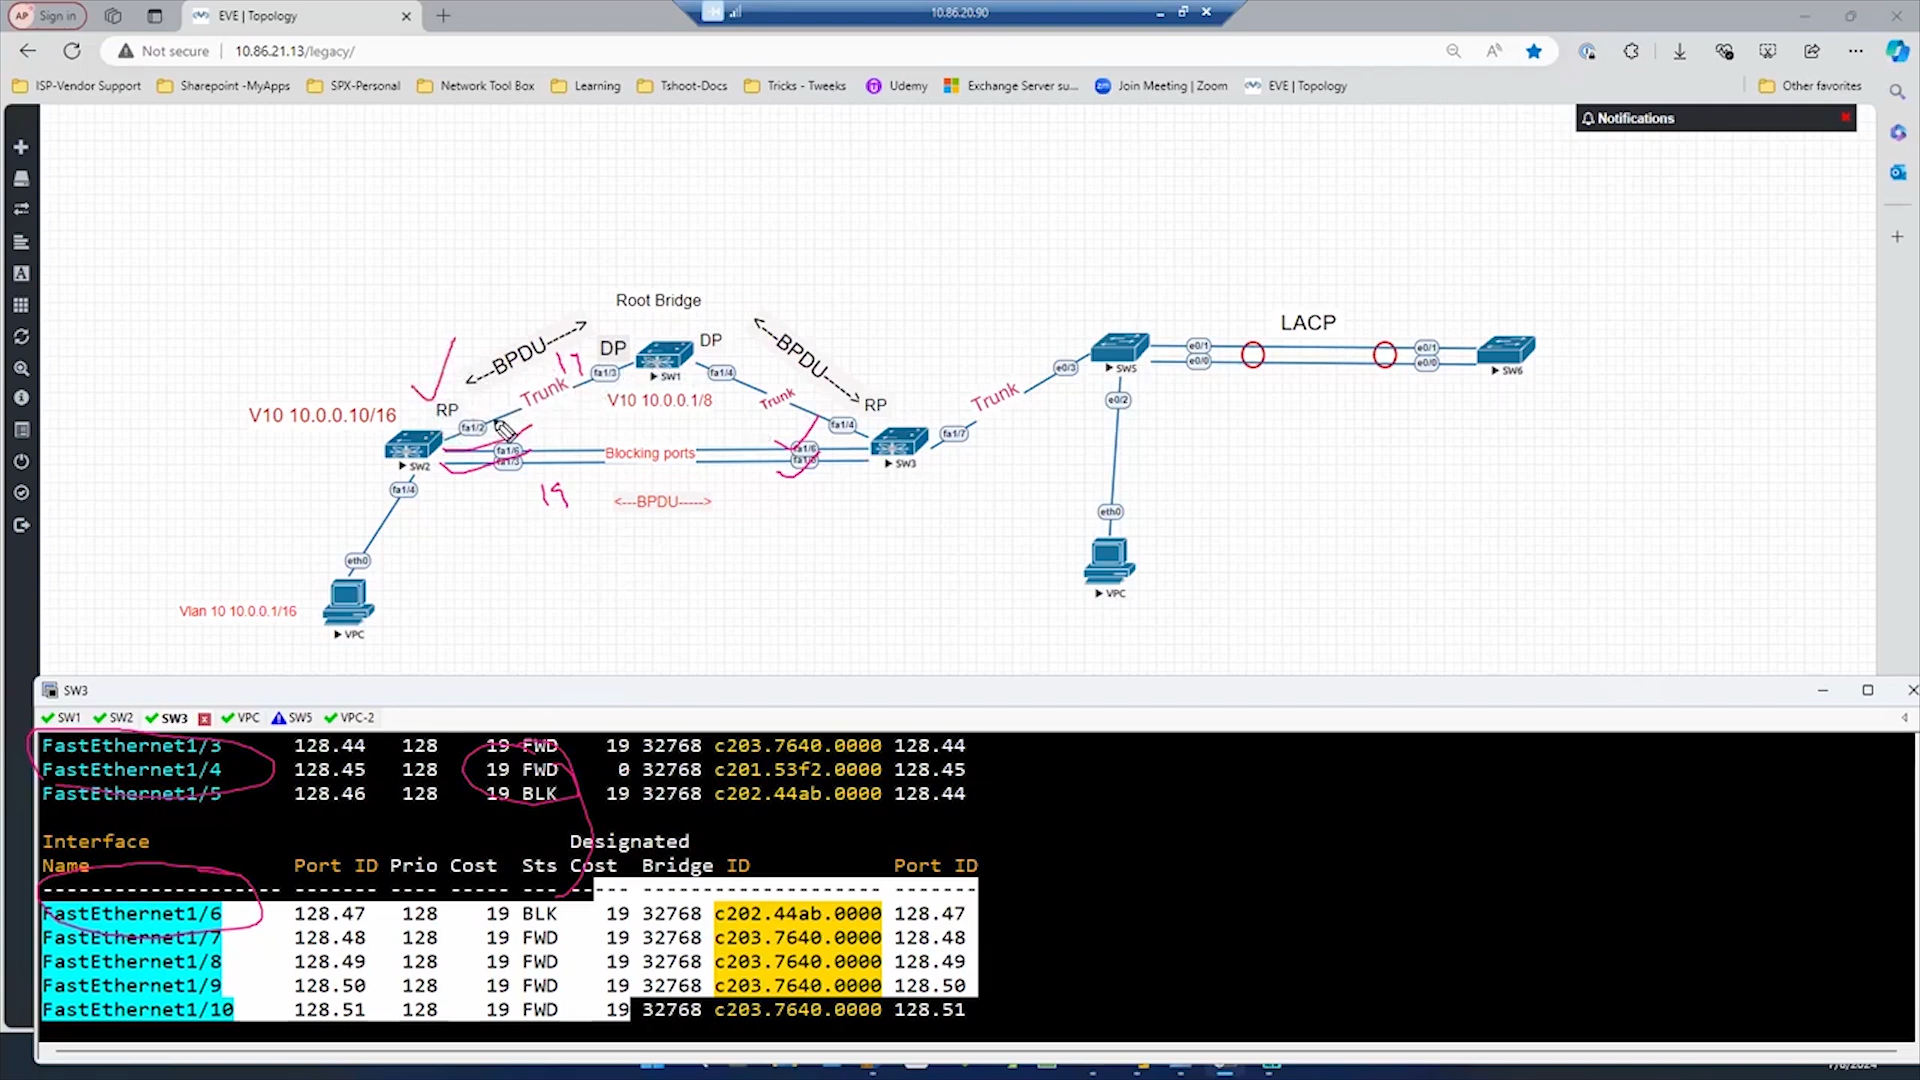 AP Sign in
EVE | Topology
10.86.20.90
Not secure
10.86.21.13/legacy/
ISP-Vendor Support
Sharepoint -MyApps
SPX-Personal
Network Tool Box
Learning
Tshoot-Docs
Tricks - Tweeks
Udemy
Exchange Server su...
Join Meeting | Zoom
EVE | Topology
Other favorites
Notifications
Root Bridge
<---BPDU--->
DP
DP
<---BPDU--->
LACP
19
fa1/3
SW1
fa1/4
Trunk
V10 10.0.0.1/8
Trunk
V10 10.0.0.10/16
RP
RP
fa1/2
fa1/4
SW2
fa1/6
Blocking ports
fa1/6
SW3
fa1/7
Trunk
e0/3
SW5
e0/1
e0/0
e0/1
e0/0
SW6
e0/2
fa1/4
19
<---BPDU----->
eth0
eth0
VPC
Vlan 10 10.0.0.1/16
VPC
SW3
SW1 SW2 SW3 VPC SW5 VPC-2
FastEthernet1/3 128.44 128 19 FWD 19 32768 c203.7640.0000 128.44
FastEthernet1/4 128.45 128 19 FWD 0 32768 c201.53f2.0000 128.45
FastEthernet1/5 128.46 128 19 BLK 19 32768 c202.44ab.0000 128.44
Interface Designated
Name Port ID Prio Cost Sts Cost Bridge ID Port ID
-------------------- ------- ---- ----- --- ----- -------------------- -------
FastEthernet1/6 128.47 128 19 BLK 19 32768 c202.44ab.0000 128.47
FastEthernet1/7 128.48 128 19 FWD 19 32768 c203.7640.0000 128.48
FastEthernet1/8 128.49 128 19 FWD 19 32768 c203.7640.0000 128.49
FastEthernet1/9 128.50 128 19 FWD 19 32768 c203.7640.0000 128.50
FastEthernet1/10 128.51 128 19 FWD 19 32768 c203.7640.0000 128.51